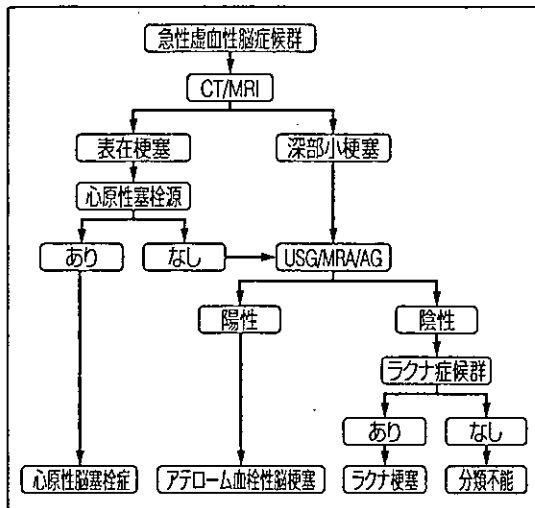 急性虚血性脳症候群
CT/MRI
表在梗塞
深部小梗塞
心原性塞栓源
あり
なし
USG/MRA/AG
陽性
陰性
ラクナ症候群
あり
なし
心原性脳塞栓症
アテローム血栓性脳梗塞
ラクナ梗塞
分類不能